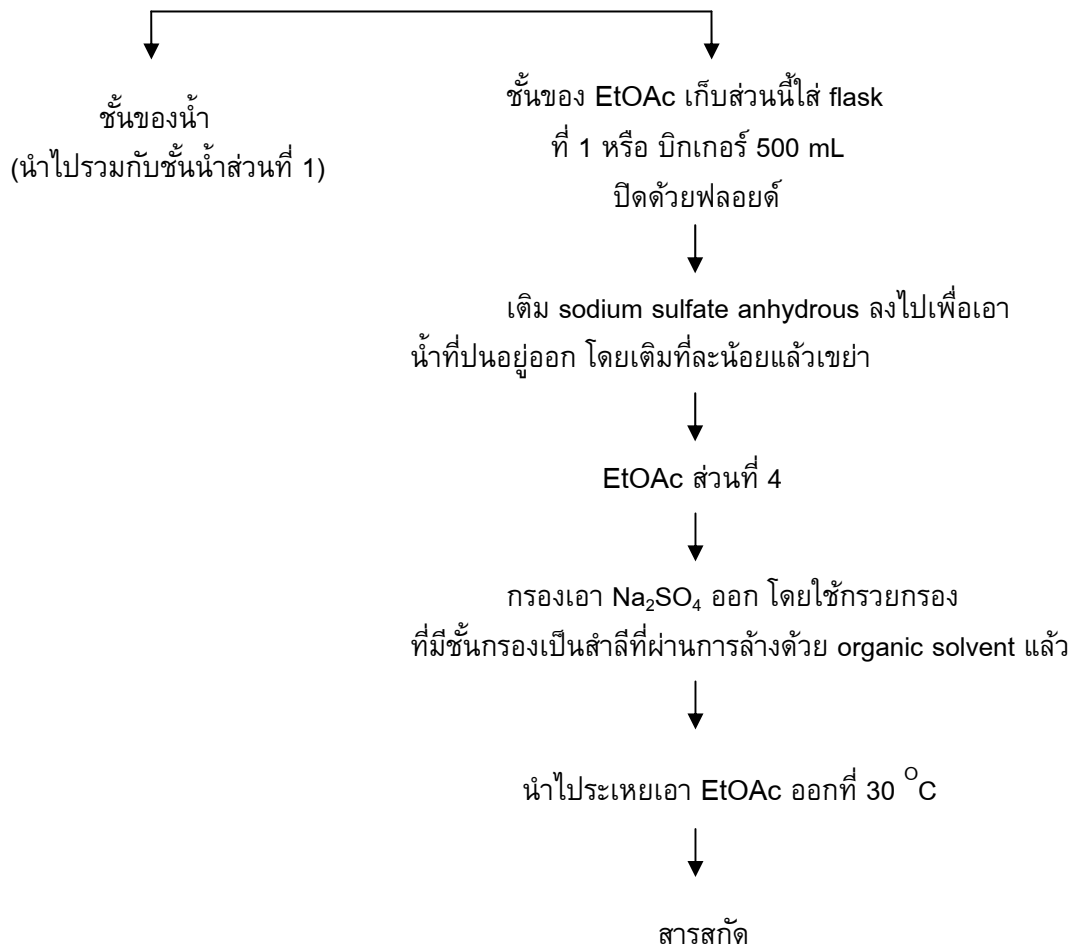 ชั้นของน้ำ
(นำไปรวมกับชั้นน้ำส่วนที่ 1)
ชั้นของ EtOAc เก็บส่วนนี้ใส่ flask
ที่ 1 หรือ บิกเกอร์ 500 mL
ปิดด้วยฟลอยด์
เติม sodium sulfate anhydrous ลงไปเพื่อเอา
น้ำที่ปนอยู่ออก โดยเติมที่ละน้อยแล้วเขย่า
EtOAc ส่วนที่ 4
กรองเอา Na₂SO₄ ออก โดยใช้กรวยกรอง
ที่มีชั้นกรองเป็นสำลีที่ผ่านการล้างด้วย organic solvent แล้ว
นำไประเหยเอา EtOAc ออกที่ 30 ᴼC
สารสกัด